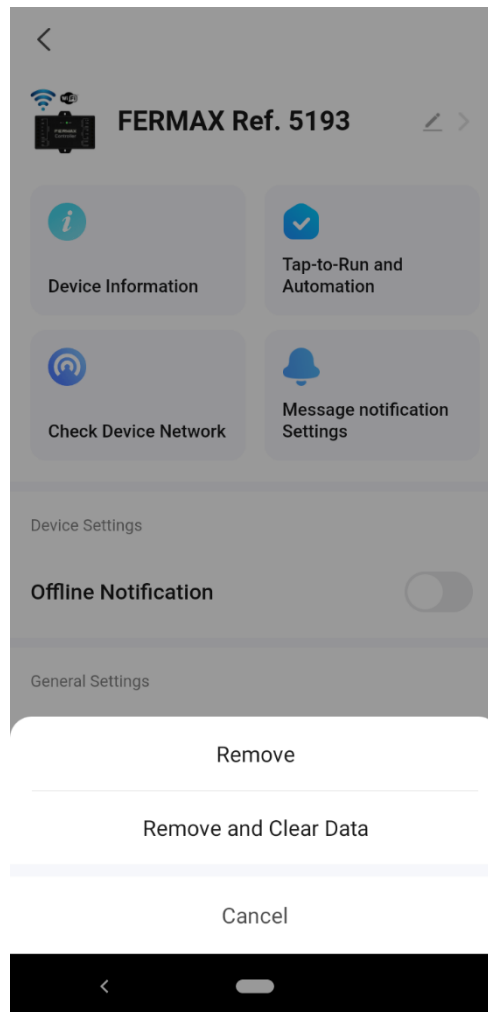 FERMAX Ref. 5193
Device Information
Tap-to-Run and
Automation
Check Device Network
Message notification
Settings
Device Settings
Offline Notification
General Settings
Remove
Remove and Clear Data
Cancel